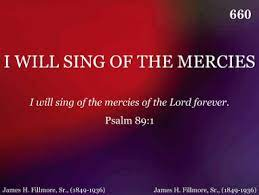 660
I WILL SING OF THE MERCIES
I will sing of the mercies of the Lord forever.
Psalm 89:1
James H. Fillmore, Sr., (1849-1936) James H. Fillmore, Sr., (1849-1936)